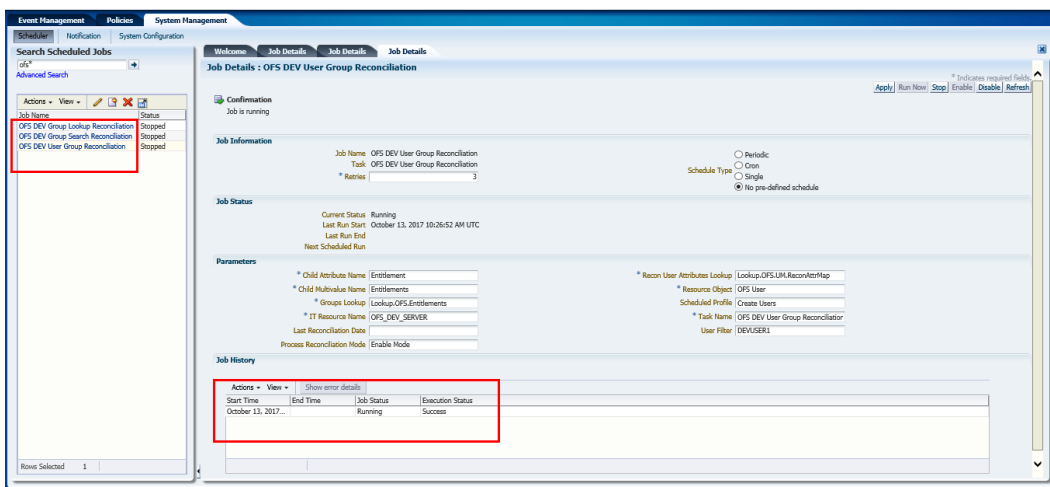 Event Management Policies System Management
Scheduler Notification System Configuration
Search Scheduled Jobs
ofs*
Advanced Search
Actions View
Job Name Status
OFS DEV Group Lookup Reconciliation Stopped
OFS DEV Group Search Reconciliation Stopped
OFS DEV User Group Reconciliation Stopped
Rows Selected 1
Welcome Job Details Job Details Job Details
Job Details : OFS DEV User Group Reconciliation
* Indicates required fields.
Apply Run Now Stop Enable Disable Refresh
Confirmation
Job is running
Job Information
Job Name OFS DEV User Group Reconciliation
Task OFS DEV User Group Reconciliation
* Retries 3
Schedule Type
Periodic
Cron
Single
No pre-defined schedule
Job Status
Current Status Running
Last Run Start October 13, 2017 10:26:52 AM UTC
Last Run End
Next Scheduled Run
Parameters
* Child Attribute Name Entitlement
* Child Multivalue Name Entitlements
* Groups Lookup Lookup.OFS.Entitlements
* IT Resource Name OFS_DEV_SERVER
Last Reconciliation Date
Process Reconciliation Mode Enable Mode
* Recon User Attributes Lookup Lookup.OFS.UM.ReconAttrMap
* Resource Object OFS User
Scheduled Profile Create Users
* Task Name OFS DEV User Group Reconciliation
User Filter DEVUSER1
Job History
Actions View Show error details
Start Time End Time Job Status Execution Status
October 13, 2017... Running Success